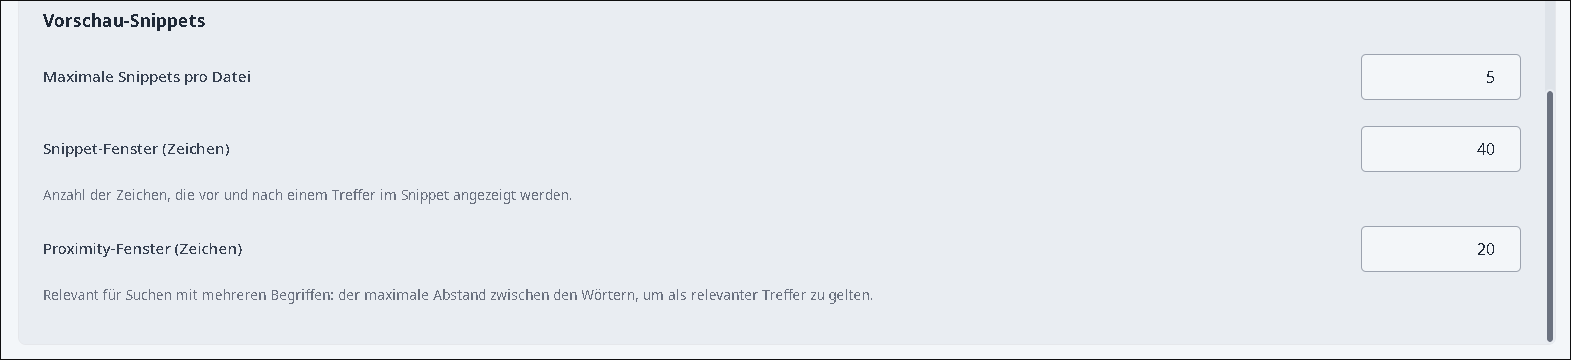 Vorschau-Snippets
Maximale Snippets pro Datei
5
Snippet-Fenster (Zeichen)
40
Anzahl der Zeichen, die vor und nach einem Treffer im Snippet angezeigt werden.
Proximity-Fenster (Zeichen)
20
Relevant für Suchen mit mehreren Begriffen: der maximale Abstand zwischen den Wörtern, um als relevanter Treffer zu gelten.